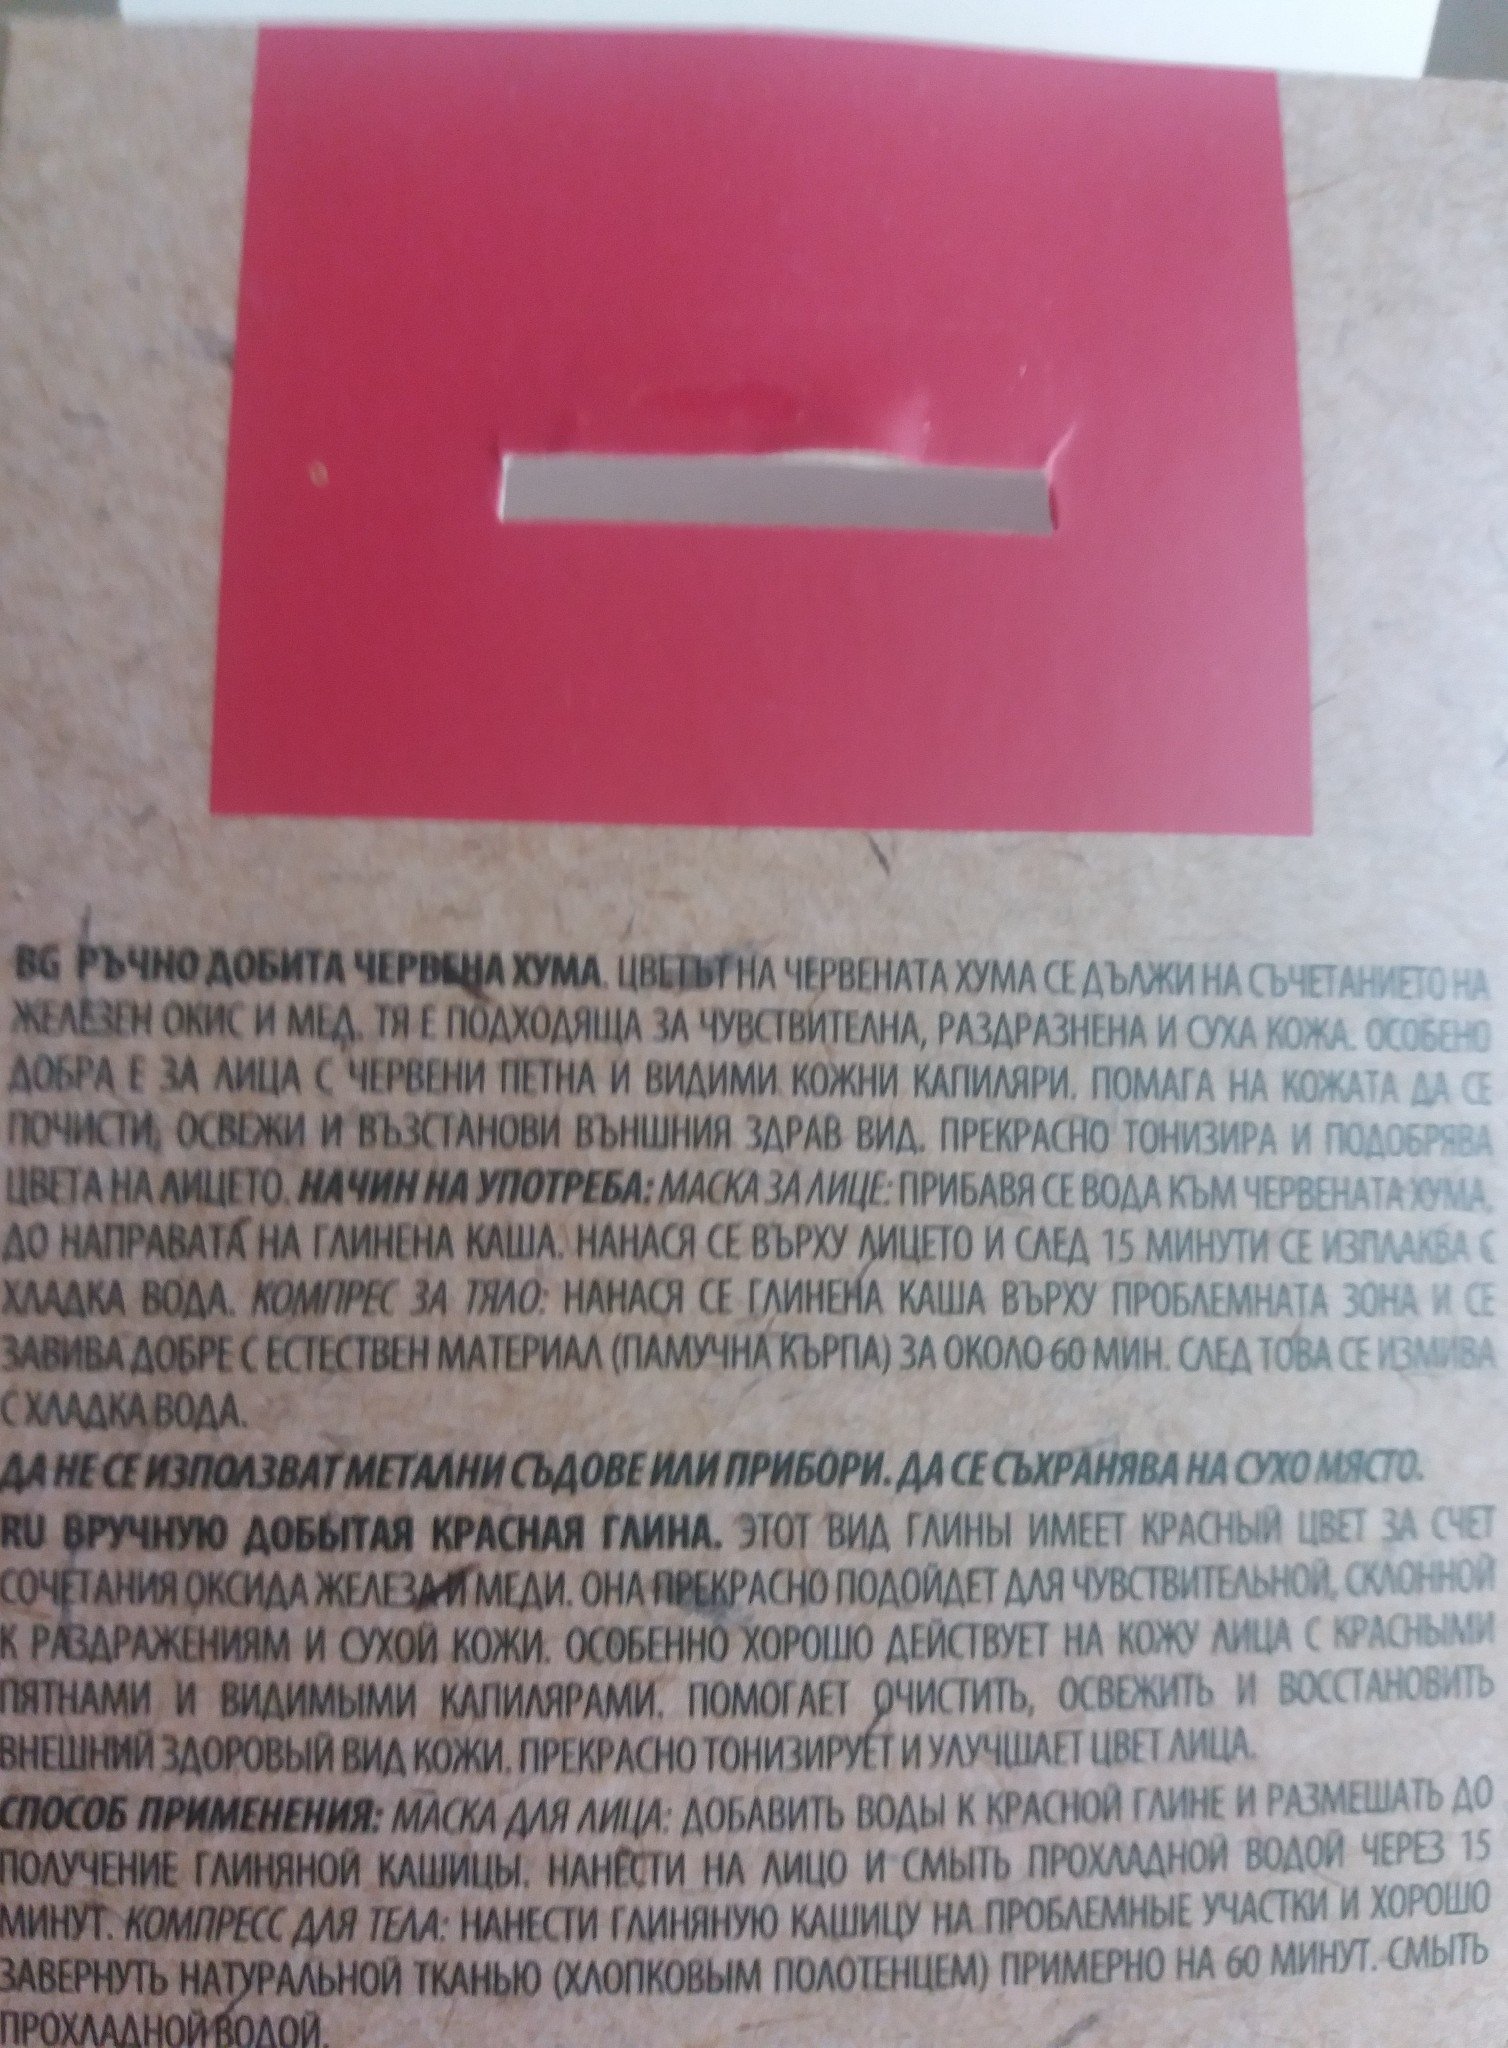 BG РЪЧНО ДОБИТА ЧЕРВЕНА ХУМА. ЦВЕТЪТ НА ЧЕРВЕНАТА ХУМА СЕ ДЪЛЖИ НА СЪЧЕТАНИЕТО НА
ЖЕЛЕЗЕН ОКИС И МЕД. ТЯ Е ПОДХОДЯЩА ЗА ЧУВСТВИТЕЛНА, РАЗДРАЗНЕНА И СУХА КОЖА. ОСОБЕНО
ДОБРА Е ЗА ЛИЦА С ЧЕРВЕНИ ПЕТНА И ВИДИМИ КОЖНИ КАПИЛЯРИ. ПОМАГА НА КОЖАТА ДА СЕ
ПОЧИСТИ, ОСВЕЖИ И ВЪЗСТАНОВИ ВЪНШНИЯ ЗДРАВ ВИД. ПРЕКРАСНО ТОНИЗИРА И ПОДОБРЯВА
ЦВЕТА НА ЛИЦЕТО. НАЧИН НА УПОТРЕБА: МАСКА ЗА ЛИЦЕ: ПРИБАВЯ СЕ ВОДА КЪМ ЧЕРВЕНАТА ХУМА,
ДО НАПРАВАТА НА ГЛИНЕНА КАША. НАНАСЯ СЕ ВЪРХУ ЛИЦЕТО И СЛЕД 15 МИНУТИ СЕ ИЗПЛАКВА С
ХЛАДКА ВОДА. КОМПРЕС ЗА ТЯЛО: НАНАСЯ СЕ ГЛИНЕНА КАША ВЪРХУ ПРОБЛЕМНАТА ЗОНА И СЕ
ЗАВИВА ДОБРЕ С ЕСТЕСТВЕН МАТЕРИАЛ (ПАМУЧНА КЪРПА) ЗА ОКОЛО 60 МИН. СЛЕД ТОВА СЕ ИЗМИВА
С ХЛАДКА ВОДА.
ДА НЕ СЕ ИЗПОЛЗВАТ МЕТАЛНИ СЪДОВЕ ИЛИ ПРИБОРИ. ДА СЕ СЪХРАНЯВА НА СУХО МЯСТО.
RU ВРУЧНУЮ ДОБЫТАЯ КРАСНАЯ ГЛИНА. ЭТОТ ВИД ГЛИНЫ ИМЕЕТ КРАСНЫЙ ЦВЕТ ЗА СЧЕТ
СОЧЕТАНИЯ ОКСИДА ЖЕЛЕЗА И МЕДИ. ОНА ПРЕКРАСНО ПОДОЙДЕТ ДЛЯ ЧУВСТВИТЕЛЬНОЙ, СКЛОННОЙ
К РАЗДРАЖЕНИЯМ И СУХОЙ КОЖИ. ОСОБЕННО ХОРОШО ДЕЙСТВУЕТ НА КОЖУ ЛИЦА С КРАСНЫМИ
ПЯТНАМИ И ВИДИМЫМИ КАПИЛЯРАМИ. ПОМОГАЕТ ОЧИСТИТЬ, ОСВЕЖИТЬ И ВОССТАНОВИТЬ
ВНЕШНИЙ ЗДОРОВЫЙ ВИД КОЖИ. ПРЕКРАСНО ТОНИЗИРУЕТ И УЛУЧШАЕТ ЦВЕТ ЛИЦА.
СПОСОБ ПРИМЕНЕНИЯ: МАСКА ДЛЯ ЛИЦА: ДОБАВИТЬ ВОДЫ К КРАСНОЙ ГЛИНЕ И РАЗМЕШАТЬ ДО
ПОЛУЧЕНИЕ ГЛИНЯНОЙ КАШИЦЫ. НАНЕСТИ НА ЛИЦО И СМЫТЬ ПРОХЛАДНОЙ ВОДОЙ ЧЕРЕЗ 15
МИНУТ. КОМПРЕСС ДЛЯ ТЕЛА: НАНЕСТИ ГЛИНЯНУЮ КАШИЦУ НА ПРОБЛЕМНЫЕ УЧАСТКИ И ХОРОШО
ЗАВЕРНУТЬ НАТУРАЛЬНОЙ ТКАНЬЮ (ХЛОПКОВЫМ ПОЛОТЕНЦЕМ) ПРИМЕРНО НА 60 МИНУТ. СМЫТЬ
ПРОХЛАДНОЙ ВОДОЙ.